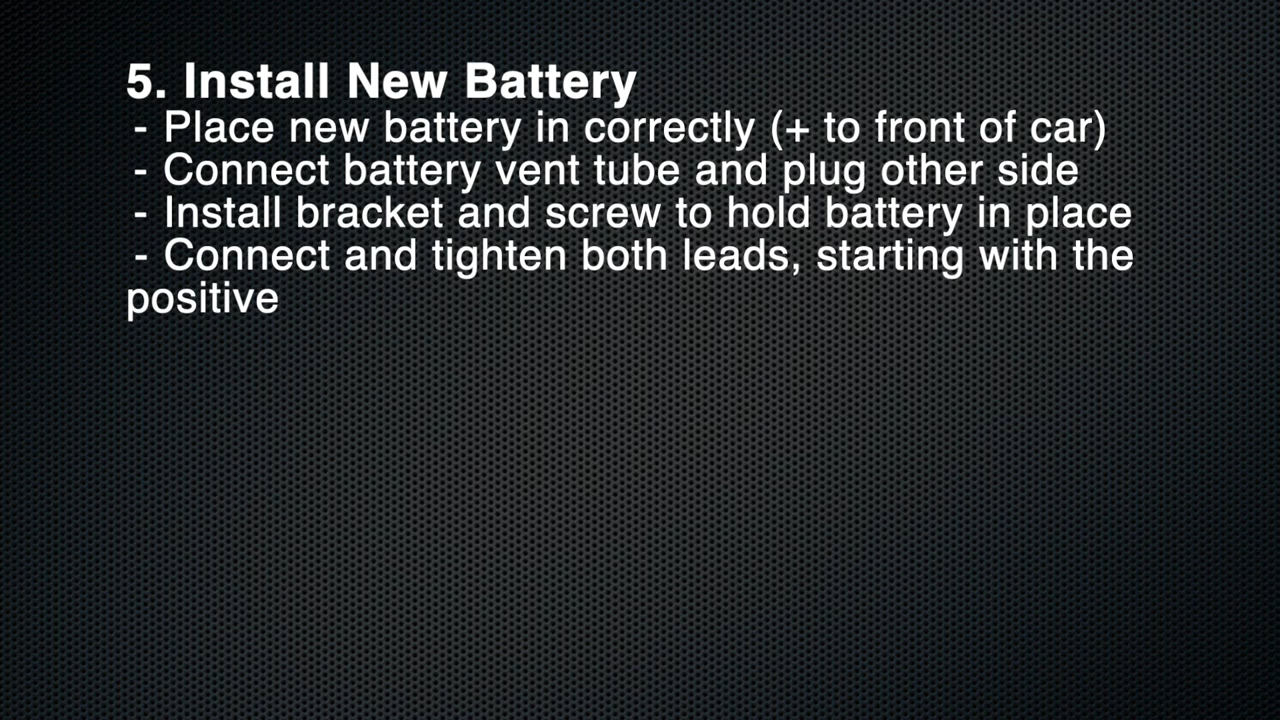 5. Install New Battery
- Place new battery in correctly (+ to front of car)
- Connect battery vent tube and plug other side
- Install bracket and screw to hold battery in place
- Connect and tighten both leads, starting with the
positive